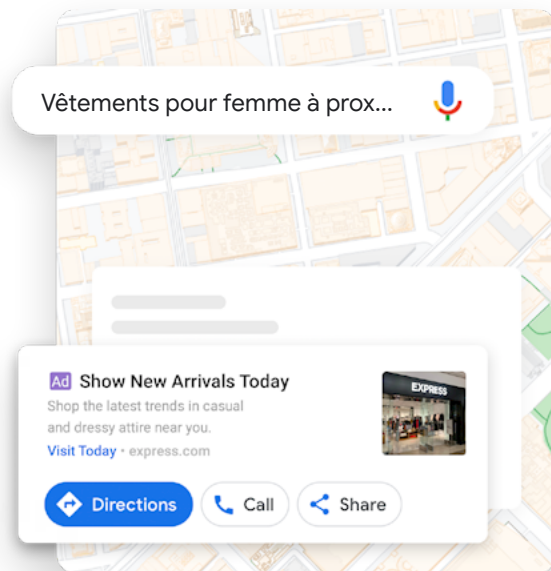 Vêtements pour femme à prox...
Ad Show New Arrivals Today
Shop the latest trends in casual
and dressy attire near you.
Visit Today · express.com
EXPRESS
Directions
Call
Share